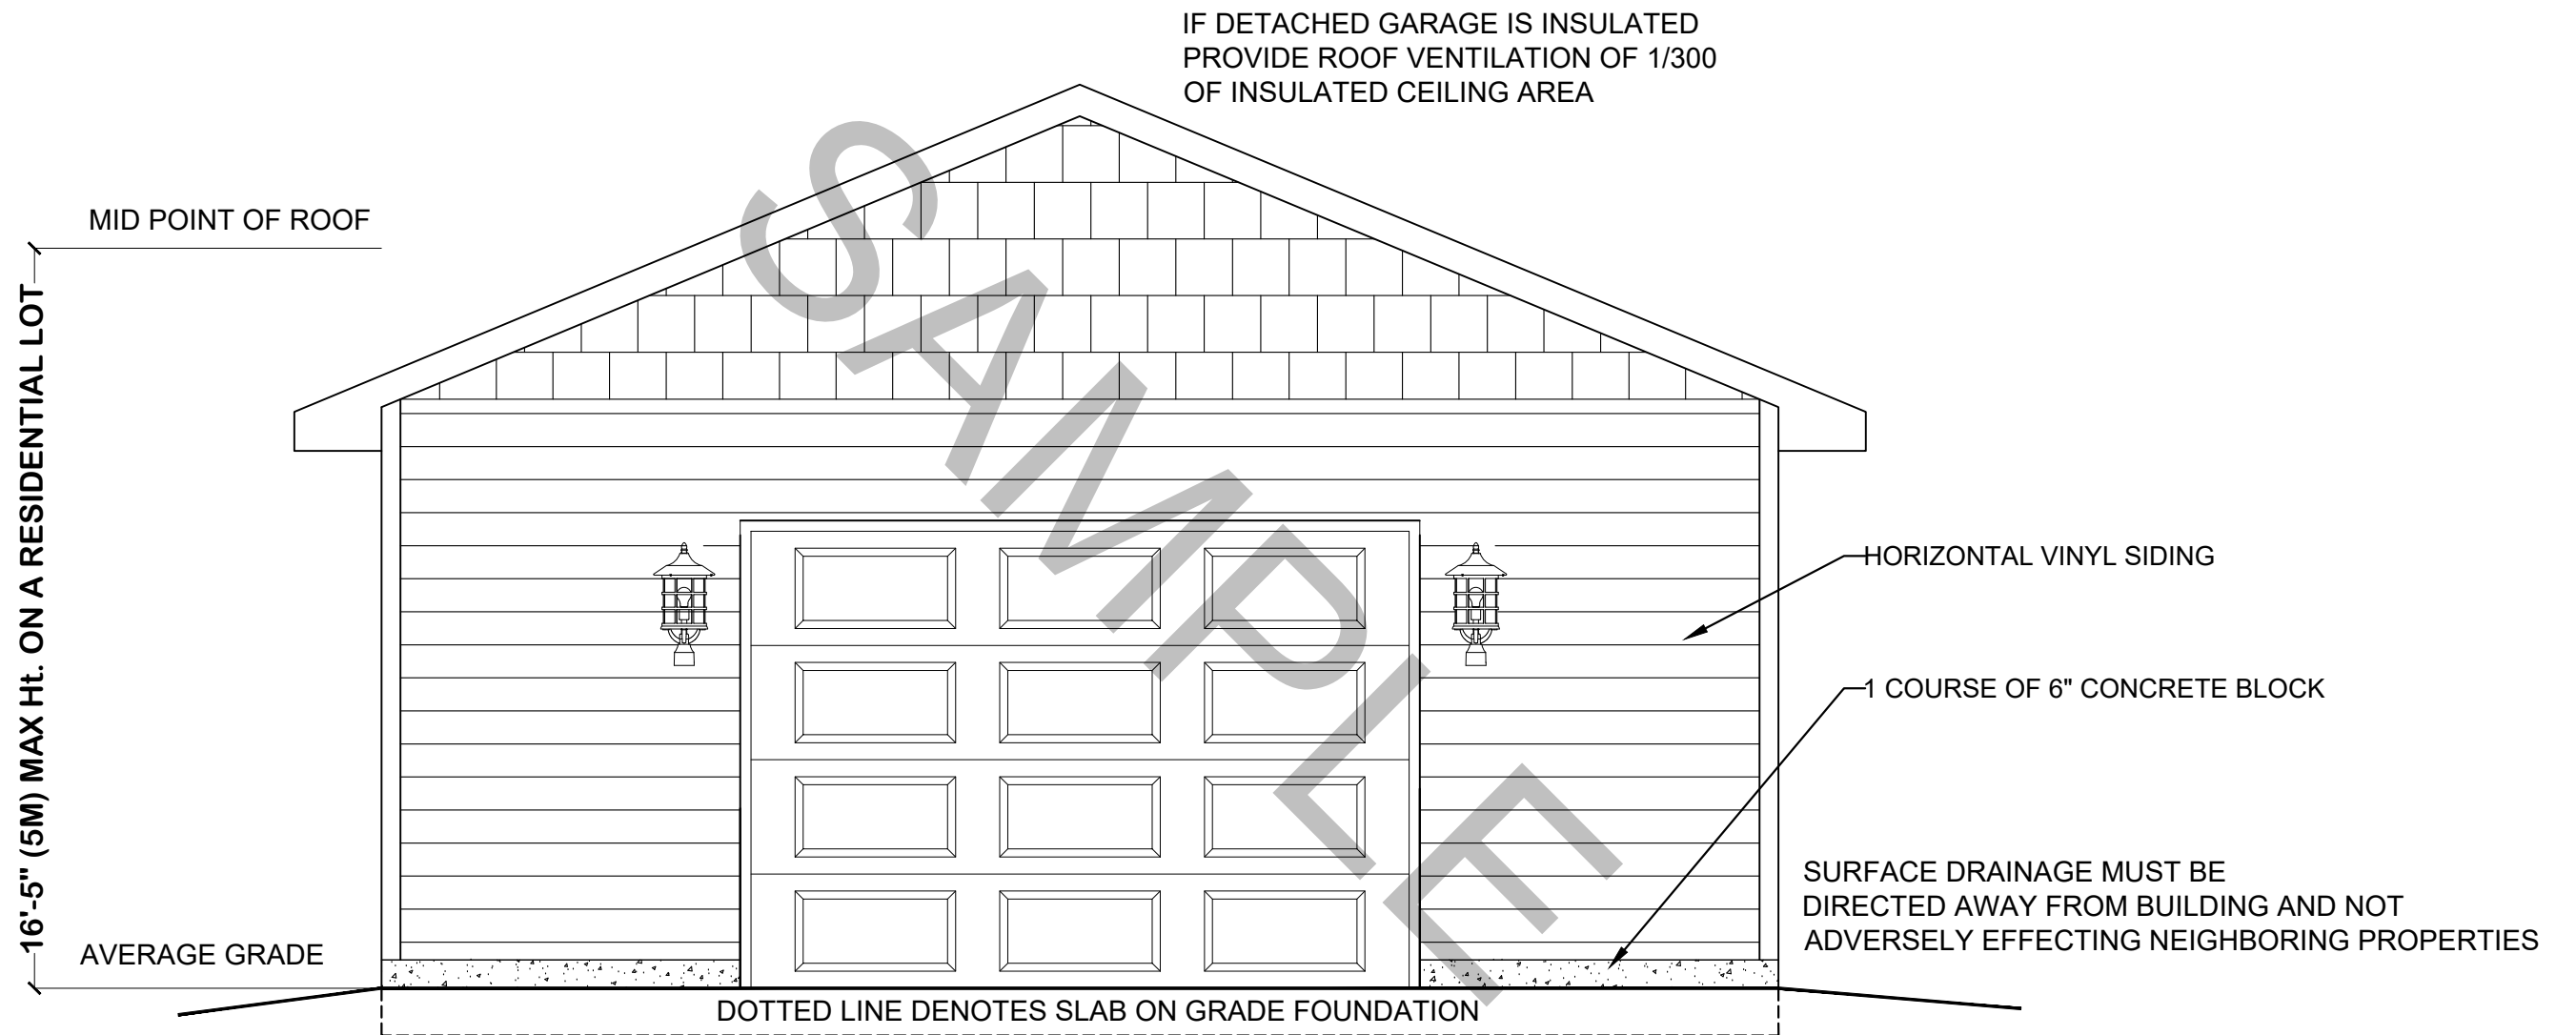 IF DETACHED GARAGE IS INSULATED
PROVIDE ROOF VENTILATION OF 1/300
OF INSULATED CEILING AREA
MID POINT OF ROOF
16'-5" (5M) MAX Ht. ON A RESIDENTIAL LOT
SAMPLE
HORIZONTAL VINYL SIDING
1 COURSE OF 6" CONCRETE BLOCK
SURFACE DRAINAGE MUST BE
DIRECTED AWAY FROM BUILDING AND NOT
ADVERSELY EFFECTING NEIGHBORING PROPERTIES
AVERAGE GRADE
DOTTED LINE DENOTES SLAB ON GRADE FOUNDATION